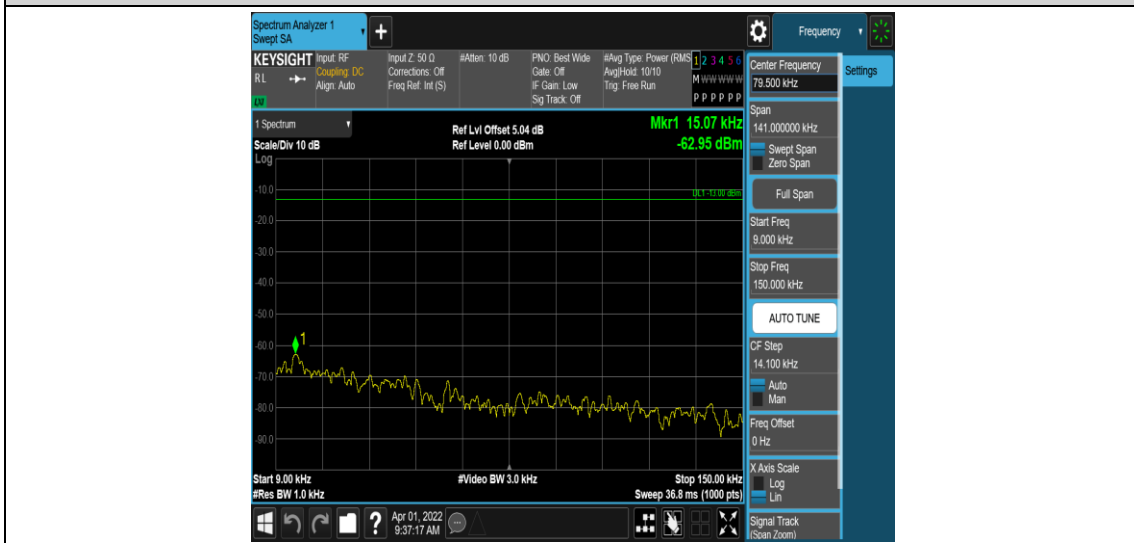 Spectrum Analyzer 1
Swept SA
+
Frequency
KEYSIGHT
RL
LXI
Input: RF
Coupling: DC
Align: Auto
Input Z: 50 Ω
Corrections: Off
Freq Ref: Int (S)
#Atten: 10 dB
PNO: Best Wide
Gate: Off
IF Gain: Low
Sig Track: Off
#Avg Type: Power (RMS
Avg|Hold: 10/10
Trig: Free Run
1 2 3 4 5 6
M W W W W W
P P P P P P
1 Spectrum
Scale/Div 10 dB
Log
Ref Lvl Offset 5.04 dB
Ref Level 0.00 dBm
Mkr1 15.07 kHz
-62.95 dBm
DL1 -13.00 dBm
-10.0
-20.0
-30.0
-40.0
-50.0
-60.0
-70.0
-80.0
-90.0
1
Start 9.00 kHz
#Res BW 1.0 kHz
#Video BW 3.0 kHz
Stop 150.00 kHz
Sweep 36.8 ms (1000 pts)
?
Apr 01, 2022
9:37:17 AM
Center Frequency
79.500 kHz
Settings
Span
141.000000 kHz
Swept Span
Zero Span
Full Span
Start Freq
9.000 kHz
Stop Freq
150.000 kHz
AUTO TUNE
CF Step
14.100 kHz
Auto
Man
Freq Offset
0 Hz
X Axis Scale
Log
Lin
Signal Track
(Span Zoom)